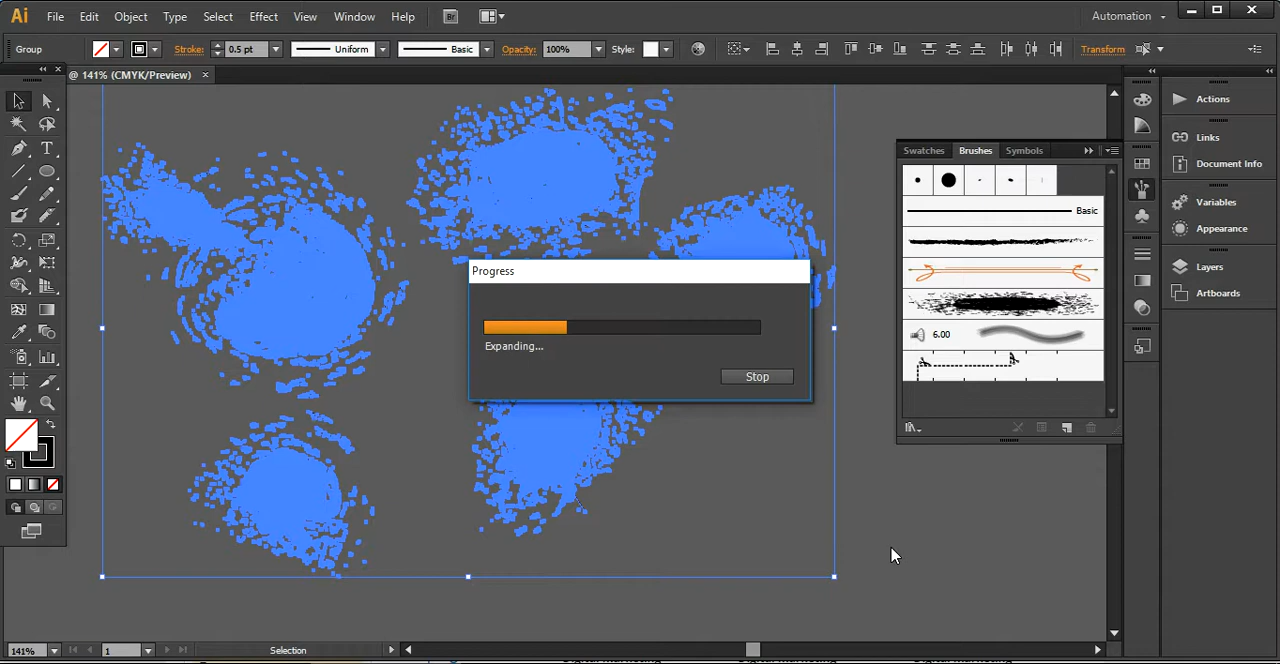 Ai File Edit Object Type Select Effect View Window Help Br Automation
Group Stroke: 0.5 pt Uniform Basic Opacity: 100% Style: Transform
@ 141% (CMYK/Preview)
Actions
Links
Document Info
Variables
Appearance
Layers
Artboards
Swatches Brushes Symbols
Basic
6.00
Progress
Expanding...
Stop
141% 1 Selection